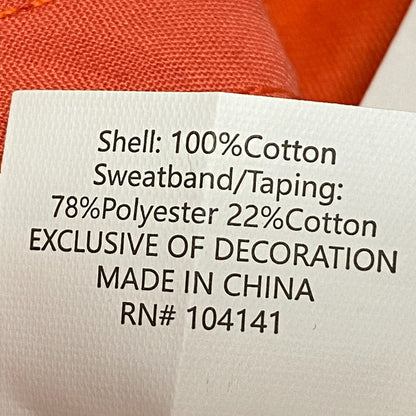 Shell: 100%Cotton
Sweatband/Taping:
78%Polyester 22%Cotton
EXCLUSIVE OF DECORATION
MADE IN CHINA
RN# 104141